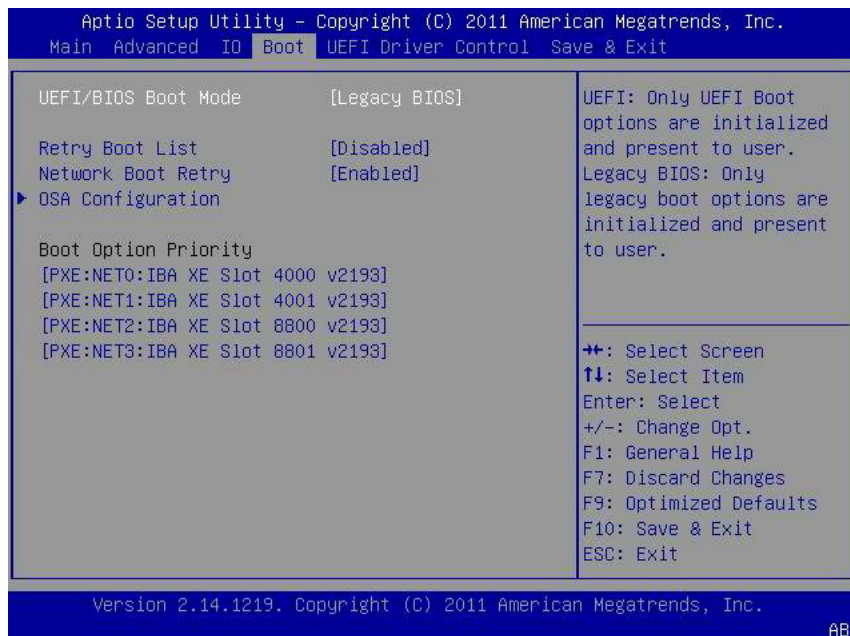 Aptio Setup Utility – Copyright (C) 2011 American Megatrends, Inc.
Main Advanced IO Boot UEFI Driver Control Save & Exit
UEFI/BIOS Boot Mode [Legacy BIOS]
Retry Boot List [Disabled]
Network Boot Retry [Enabled]
OSA Configuration
Boot Option Priority
[PXE:NET0:IBA XE Slot 4000 v2193]
[PXE:NET1:IBA XE Slot 4001 v2193]
[PXE:NET2:IBA XE Slot 8800 v2193]
[PXE:NET3:IBA XE Slot 8801 v2193]
UEFI: Only UEFI Boot
options are initialized
and present to user.
Legacy BIOS: Only
legacy boot options are
initialized and present
to user.
→←: Select Screen
↑↓: Select Item
Enter: Select
+/-: Change Opt.
F1: General Help
F7: Discard Changes
F9: Optimized Defaults
F10: Save & Exit
ESC: Exit
Version 2.14.1219. Copyright (C) 2011 American Megatrends, Inc.
AB